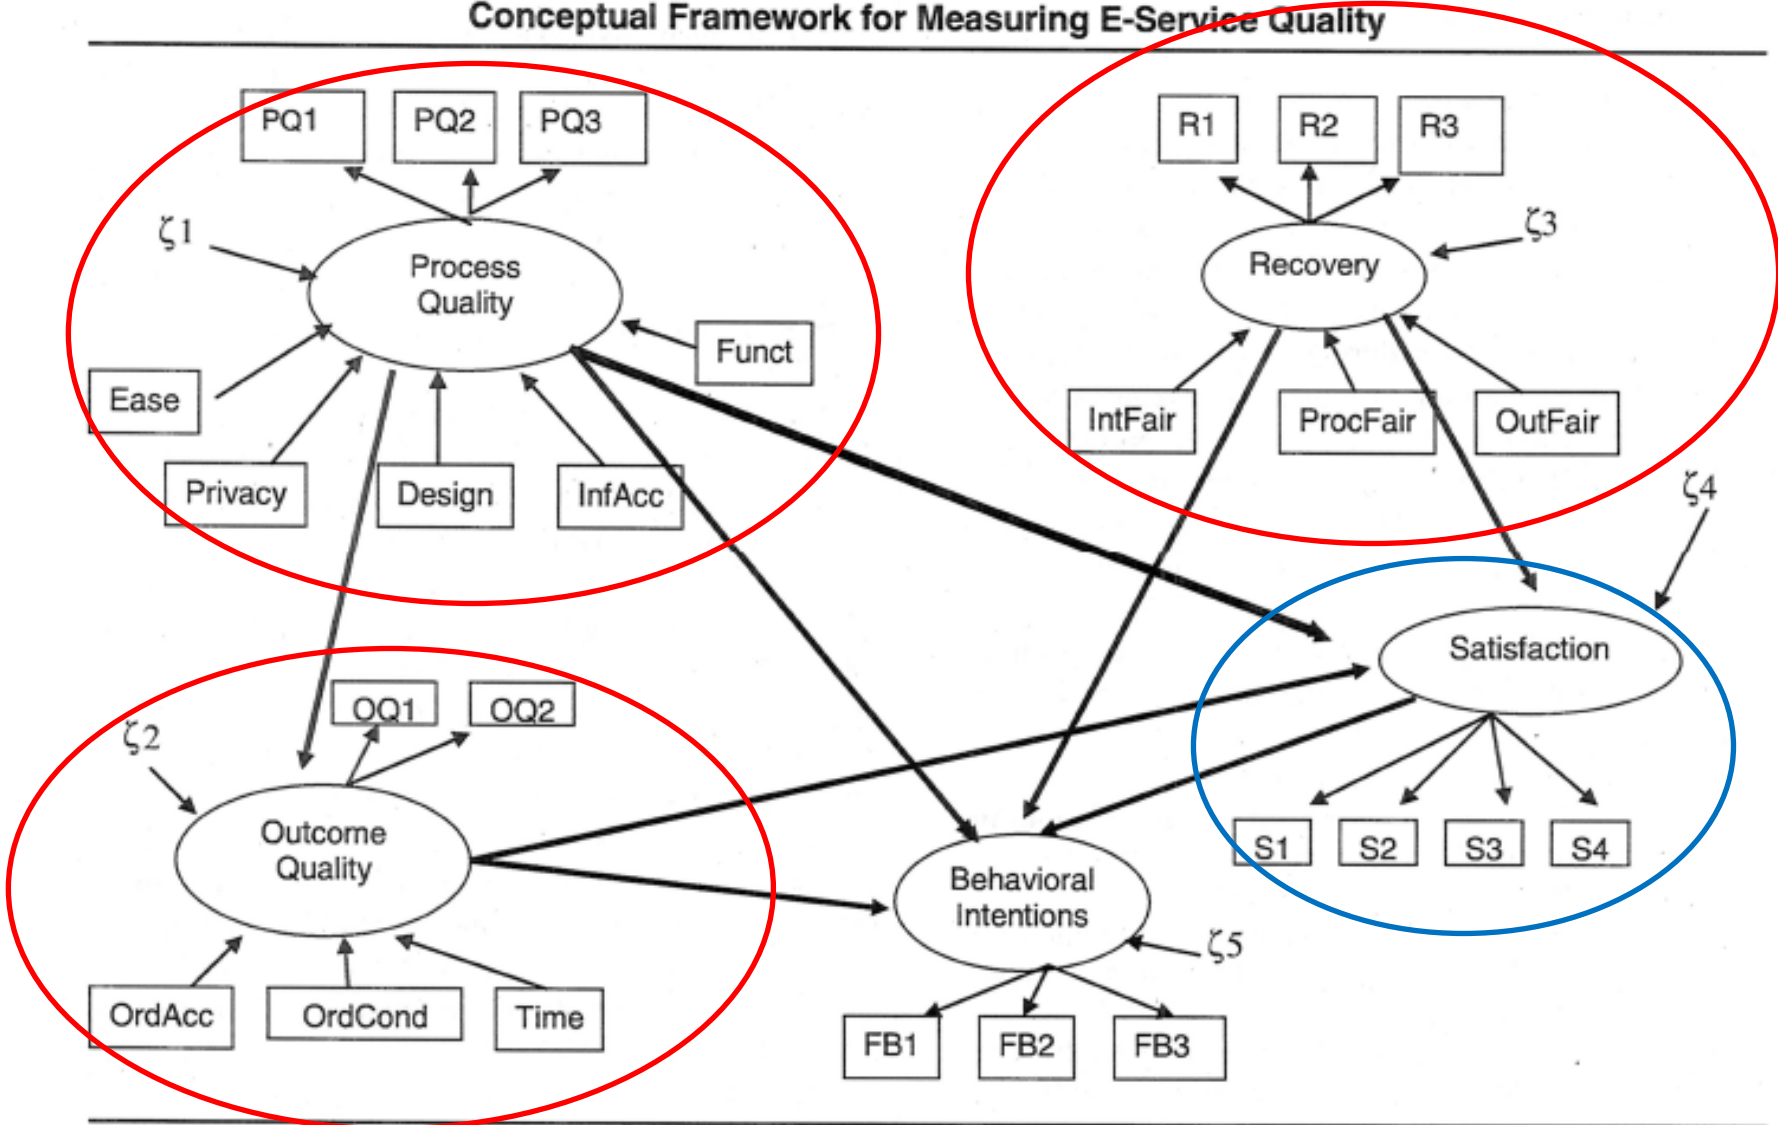 Conceptual Framework for Measuring E-Service Quality
PQ1
PQ2
PQ3
R1
R2
R3
ζ1
ζ3
Process
Quality
Recovery
Funct
Ease
IntFair
ProcFair
OutFair
Privacy
Design
InfAcc
ζ4
Satisfaction
OQ1
OQ2
ζ2
Outcome
Quality
S1
S2
S3
S4
Behavioral
Intentions
ζ5
OrdAcc
OrdCond
Time
FB1
FB2
FB3